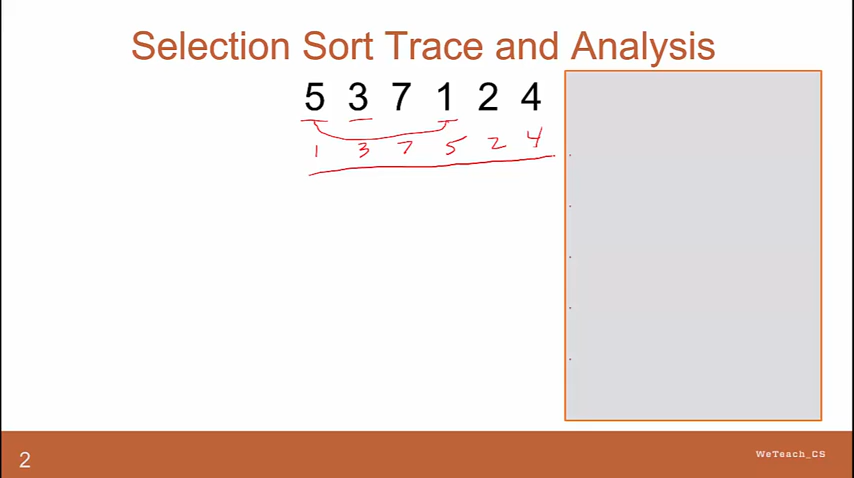 Selection Sort Trace and Analysis
5 3 7 1 2 4
1 3 7 5 2 4
2
WeTeach_CS